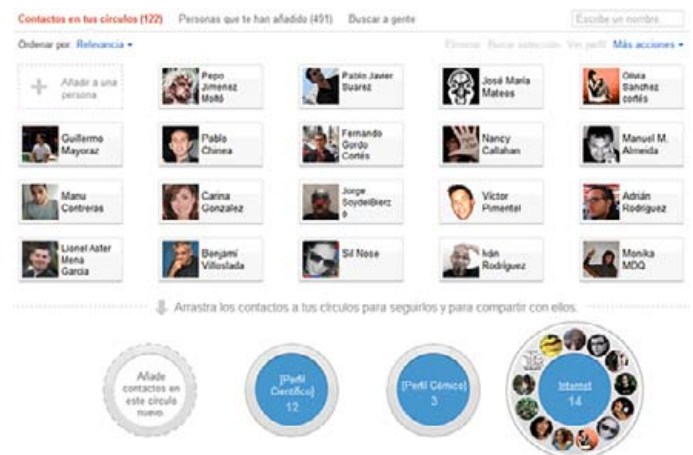 Contactos en tus círculos (122) Personas que te han añadido (491) Buscar a gente Escribe un nombre.
Ordenar por: Relevancia Eliminar Borrar selección Ver perfil Más acciones
Añadir a una
persona
Pepo
Jimenez
Moltó
Pablo Javier
Suarez
José María
Mateos
Olivia
Sanchez
cortés
Guillermo
Mayoraz
Pablo
Chinea
Fernando
Gordo
Cortés
Nancy
Callahan
Manuel M.
Almeida
Manu
Contreras
Carina
Gonzalez
Jorge
SoydelBierz
o
Víctor
Pimentel
Adrián
Rodríguez
Lionel Aster
Mena
Garcia
Benjamí
Villoslada
Sil Nose
Iván
Rodríguez
Monika
MDQ
Arrastra los contactos a tus círculos para seguirlos y para compartir con ellos.
Añade
contactos en
este círculo
nuevo.
[Perfil
Científico]
12
[Perfil Cómico]
3
Internet
14